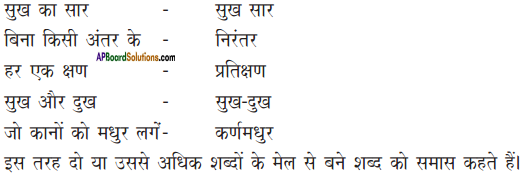 सुख का सार - सुख सार
बिना किसी अंतर के - निरंतर
APBoardSolutions.com
हर एक क्षण - प्रतिक्षण
सुख और दुख - सुख-दुख
जो कानों को मधुर लगें- कर्णमधुर
इस तरह दो या उससे अधिक शब्दों के मेल से बने शब्द को समास कहते हैं।